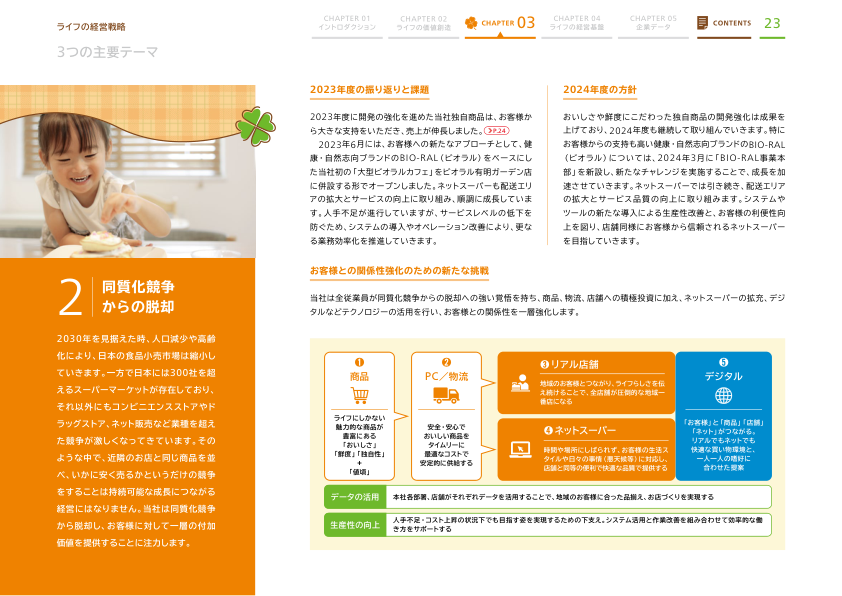 ライフの経営戦略
3つの主要テーマ
CHAPTER 01
イントロダクション
CHAPTER 02
ライフの価値創造
CHAPTER 03
CHAPTER 04
ライフの経営基盤
CHAPTER 05
企業データ
CONTENTS
23
2
同質化競争
からの脱却
2030年を見据えた時、人口減少や高齢
化により、日本の食品小売市場は縮小し
ていきます。一方で日本には300社を超
えるスーパーマーケットが存在しており、
それ以外にもコンビニエンスストアやド
ラッグストア、ネット販売など業種を超え
た競争が激しくなってきています。その
ような中で、近隣のお店と同じ商品を並
べ、いかに安く売るかというだけの競争
をすることは持続可能な成長につながる
経営にはなりません。当社は同質化競争
から脱却し、お客様に対して一層の付加
価値を提供することに注力します。
2023年度の振り返りと課題
2023年度に開発の強化を進めた当社独自商品は、お客様か
ら大きな支持をいただき、売上が伸長しました。 P.24
2023年6月には、お客様への新たなアプローチとして、健
康・自然志向ブランドのBIO-RAL（ビオラル）をベースにし
た当社初の「大型ビオラルカフェ」をビオラル有明ガーデン店
に併設する形でオープンしました。ネットスーパーも配送エリ
アの拡大とサービスの向上に取り組み、順調に成長していま
す。人手不足が進行していますが、サービスレベルの低下を
防ぐため、システムの導入やオペレーション改善により、更な
る業務効率化を推進していきます。
2024年度の方針
おいしさや鮮度にこだわった独自商品の開発強化は成果を
上げており、2024年度も継続して取り組んでいきます。特に
お客様からの支持も高い健康・自然志向ブランドのBIO-RAL
（ビオラル）については、2024年3月に「BIO-RAL事業本
部」を新設し、新たなチャレンジを実施することで、成長を加
速させていきます。ネットスーパーでは引き続き、配送エリア
の拡大とサービス品質の向上に取り組みます。システムや
ツールの新たな導入による生産性改善と、お客様の利便性向
上を図り、店舗同様にお客様から信頼されるネットスーパー
を目指していきます。
お客様との関係性強化のための新たな挑戦
当社は全従業員が同質化競争からの脱却への強い覚悟を持ち、商品、物流、店舗への積極投資に加え、ネットスーパーの拡充、デジ
タルなどテクノロジーの活用を行い、お客様との関係性を一層強化します。
❶
商品
ライフにしかない
魅力的な商品が
豊富にある
「おいしさ」
「鮮度」「独自性」
+
「値頃」
❷
PC／物流
安全・安心で
おいしい商品を
タイムリーに
最適なコストで
安定的に供給する
❸リアル店舗
地域のお客様とつながり、ライフらしさを伝
え続けることで、全店舗が圧倒的な地域一
番店になる
❹ネットスーパー
時間や場所にしばられず、お客様の生活ス
タイルや日々の事情（悪天候等）に対応し、
店舗と同等の便利で快適な品質で提供する
❺
デジタル
「お客様」と「商品」「店舗」
「ネット」がつながる。
リアルでもネットでも
快適な買い物環境と、
一人一人の嗜好に
合わせた提案
データの活用
本社各部署、店舗がそれぞれデータを活用することで、地域のお客様に合った品揃え、お店づくりを実現する
生産性の向上
人手不足・コスト上昇の状況下でも目指す姿を実現するための下支え。システム活用と作業改善を組み合わせて効率的な働
き方をサポートする